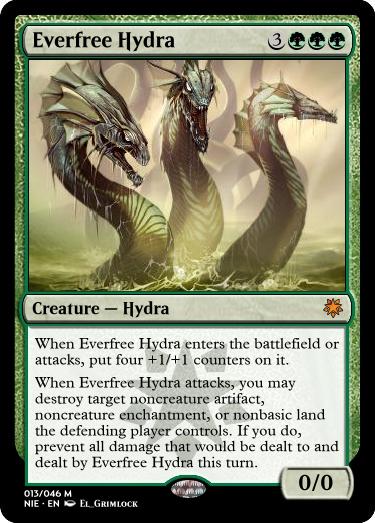 Everfree Hydra 3
Creature — Hydra
When Everfree Hydra enters the battlefield or
attacks, put four +1/+1 counters on it.
When Everfree Hydra attacks, you may
destroy target noncreature artifact,
noncreature enchantment, or nonbasic land
the defending player controls. If you do,
prevent all damage that would be dealt to and
dealt by Everfree Hydra this turn.
0/0
013/046 M
NIE • EN El_Grimlock